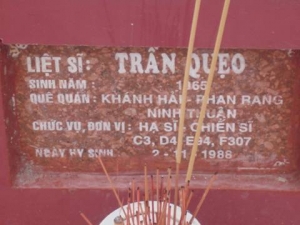 LIỆT SĨ: TRẦN QUEO
SINH NĂM : 1965
QUÊ QUÁN: KHÁNH HẢI - PHAN RANG
NINH THUẬN
CHỨC VỤ, ĐƠN VỊ : HẠ SĨ - CHIẾN SĨ
C3, D4, E94, F307
NGÀY HY SINH: 2-11-1988